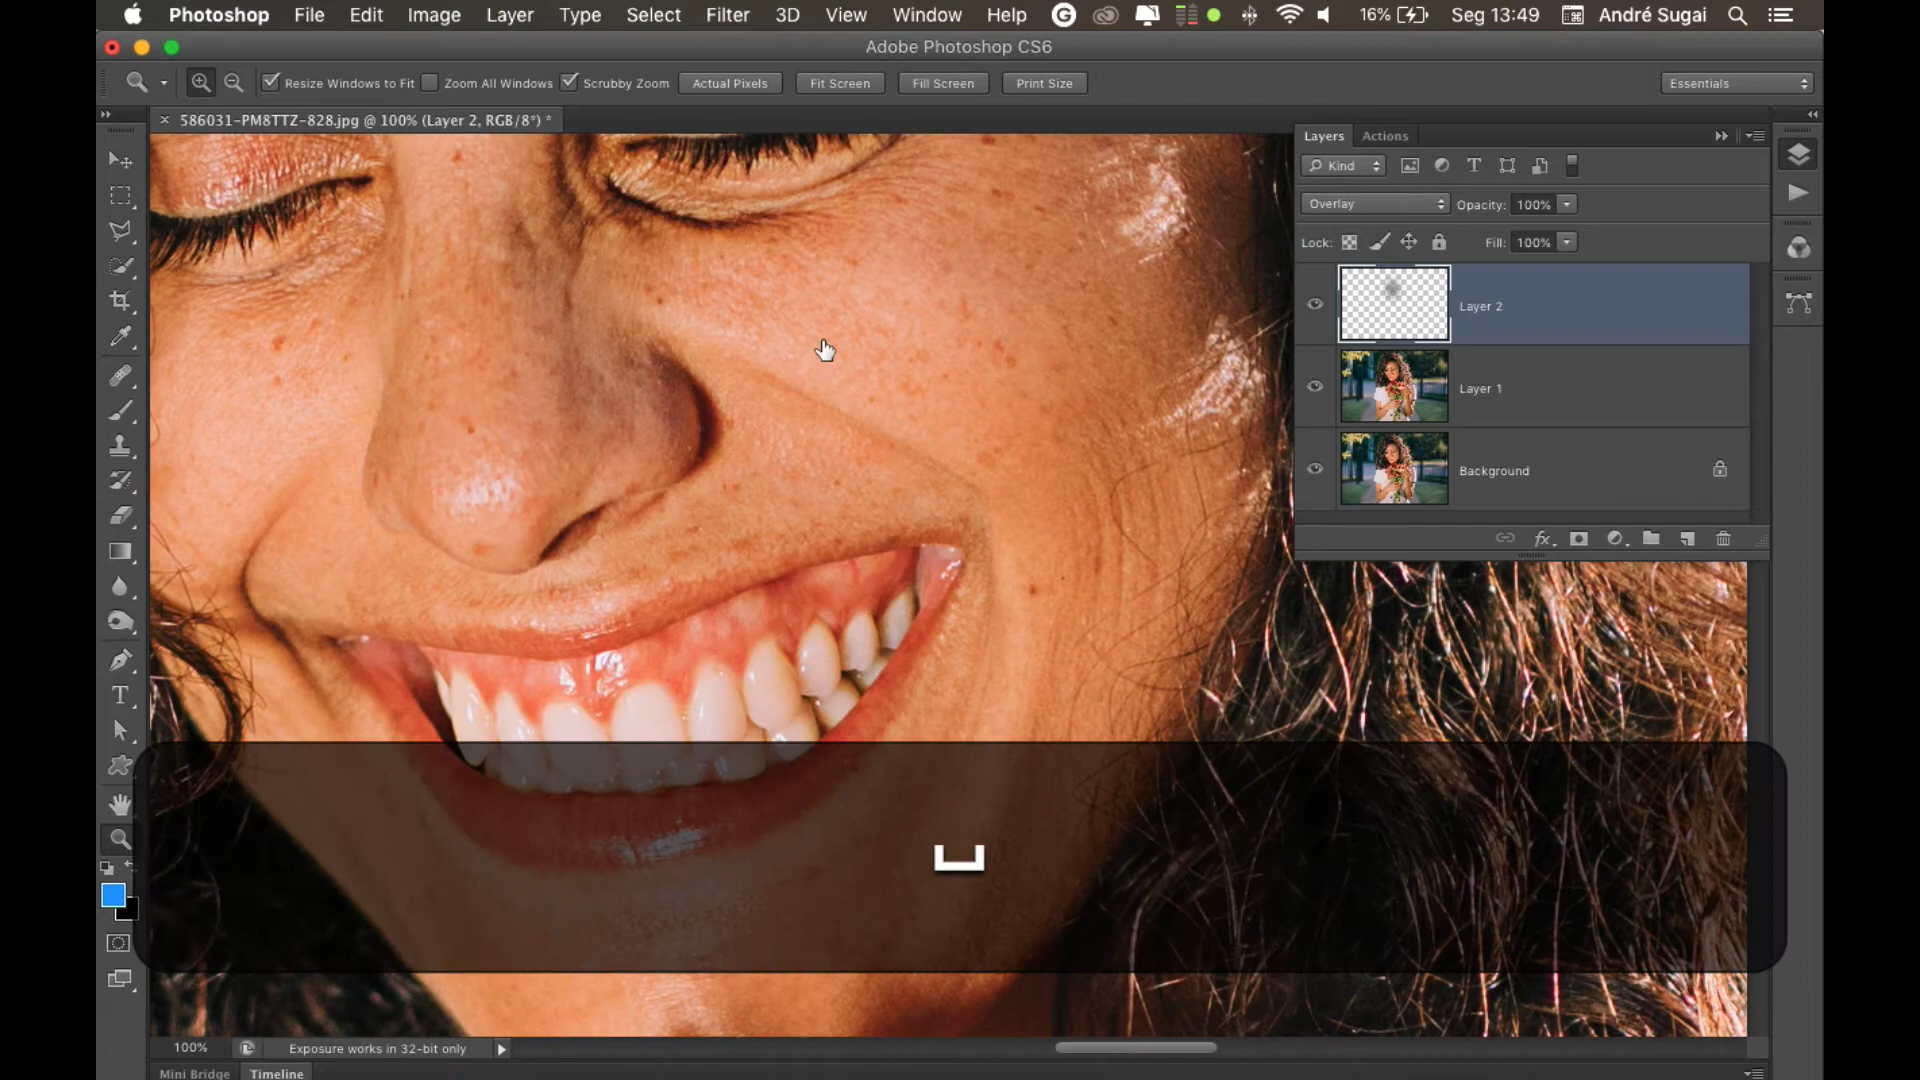 Photoshop File Edit Image Layer Type Select Filter 3D View Window Help 16% Seg 13:49 André Sugai
Adobe Photoshop CS6
Resize Windows to Fit Zoom All Windows Scrubby Zoom Actual Pixels Fit Screen Fill Screen Print Size Essentials
586031-PM8TTZ-828.jpg @ 100% (Layer 2, RGB/8*) *
Layers Actions
Kind
Overlay Opacity: 100%
Lock: Fill: 100%
Layer 2
Layer 1
Background
100% Exposure works in 32-bit only
Mini Bridge Timeline